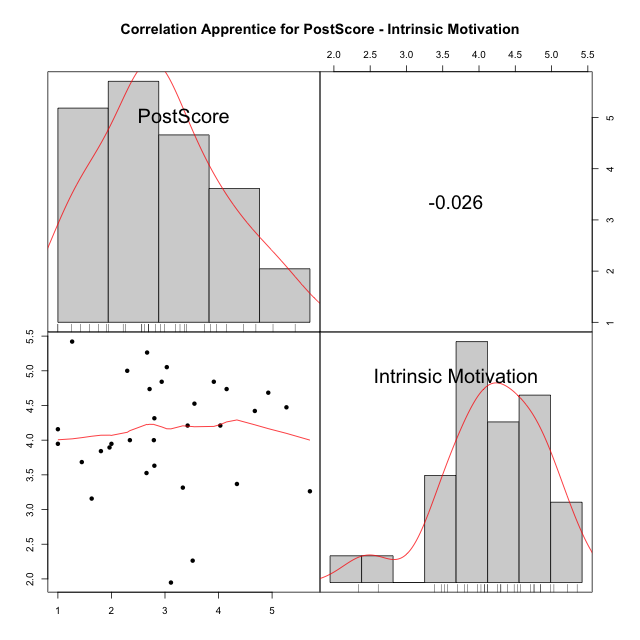 Correlation Apprentice for PostScore - Intrinsic Motivation
2.0 2.5 3.0 3.5 4.0 4.5 5.0 5.5
PostScore
5
4
3
2
1
-0.026
5.5
5.0
4.5
4.0
3.5
3.0
2.5
2.0
Intrinsic Motivation
1 2 3 4 5